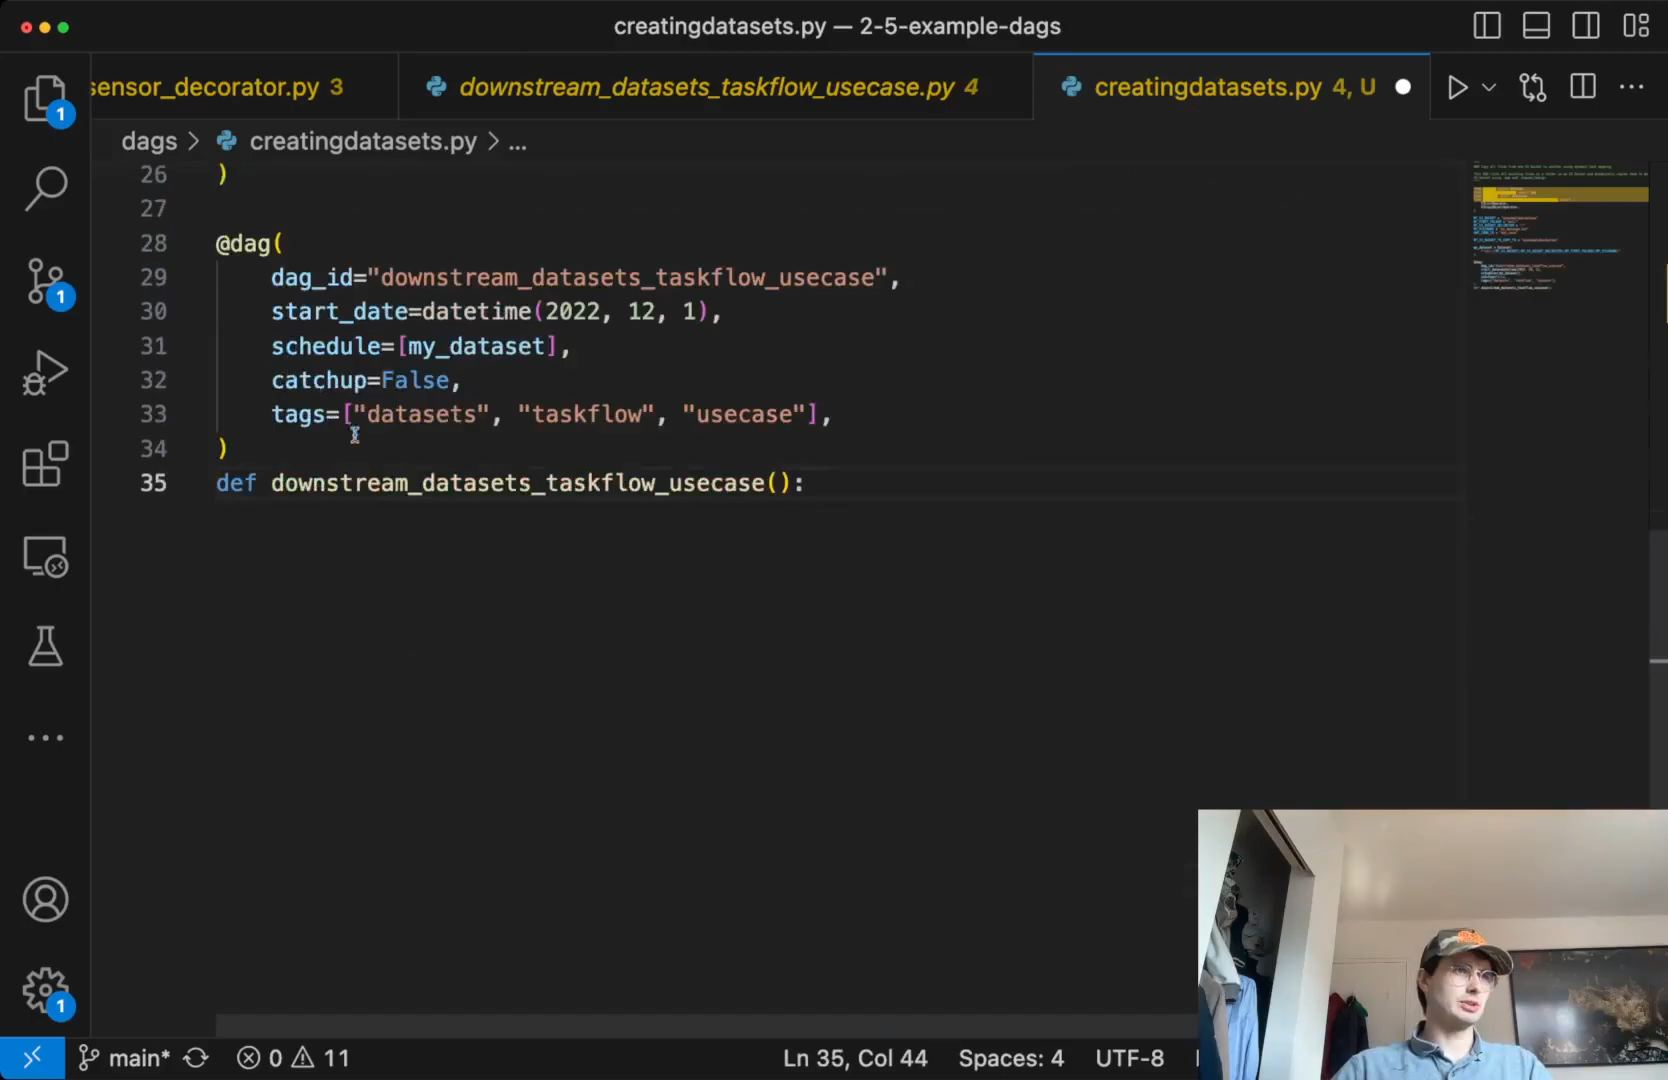 creatingdatasets.py — 2-5-example-dags
sensor_decorator.py 3
downstream_datasets_taskflow_usecase.py 4
creatingdatasets.py 4, U
dags > creatingdatasets.py > ...
26 )
27
28 @dag(
29 dag_id="downstream_datasets_taskflow_usecase",
30 start_date=datetime(2022, 12, 1),
31 schedule=[my_dataset],
32 catchup=False,
33 tags=["datasets", "taskflow", "usecase"],
34 )
35 def downstream_datasets_taskflow_usecase():
1
1
1
main* 0 11 Ln 35, Col 44 Spaces: 4 UTF-8